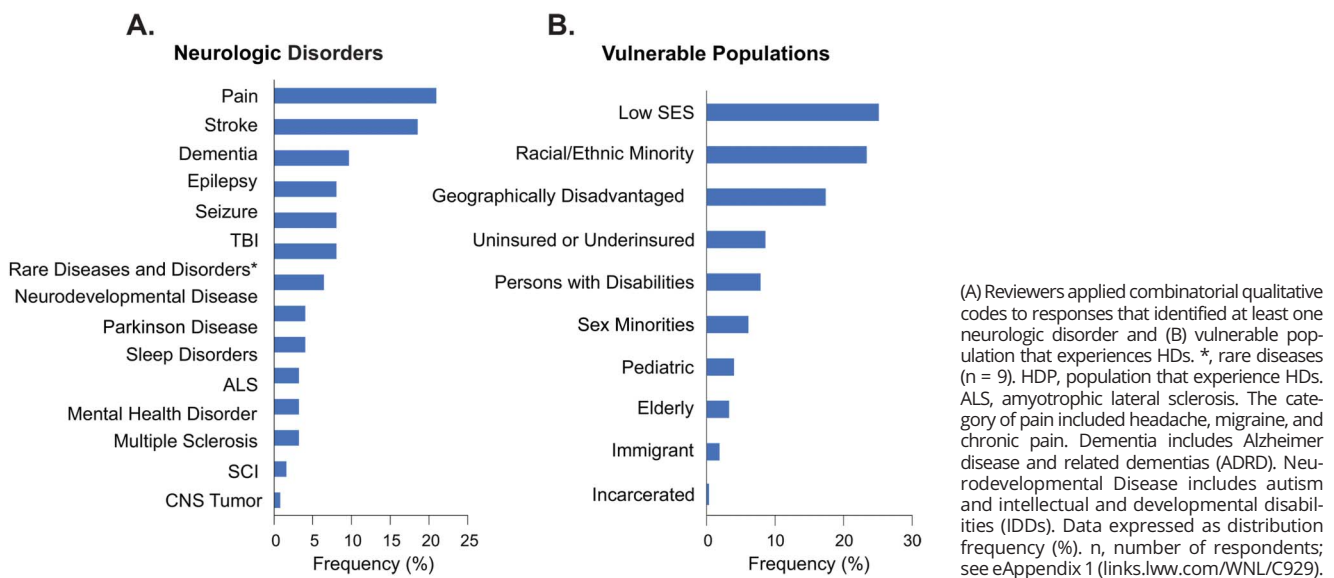 A.
Neurologic Disorders
Pain
Stroke
Dementia
Epilepsy
Seizure
TBI
Rare Diseases and Disorders*
Neurodevelopmental Disease
Parkinson Disease
Sleep Disorders
ALS
Mental Health Disorder
Multiple Sclerosis
SCI
CNS Tumor
0 5 10 15 20 25
Frequency (%)
B.
Vulnerable Populations
Low SES
Racial/Ethnic Minority
Geographically Disadvantaged
Uninsured or Underinsured
Persons with Disabilities
Sex Minorities
Pediatric
Elderly
Immigrant
Incarcerated
0 10 20 30
Frequency (%)
(A) Reviewers applied combinatorial qualitative
codes to responses that identified at least one
neurologic disorder and (B) vulnerable pop-
ulation that experiences HDs. *, rare diseases
(n = 9). HDP, population that experience HDs.
ALS, amyotrophic lateral sclerosis. The cate-
gory of pain included headache, migraine, and
chronic pain. Dementia includes Alzheimer
disease and related dementias (ADRD). Neu-
rodevelopmental Disease includes autism
and intellectual and developmental disabil-
ities (IDDs). Data expressed as distribution
frequency (%). n, number of respondents;
see eAppendix 1 (links.lww.com/WNL/C929).